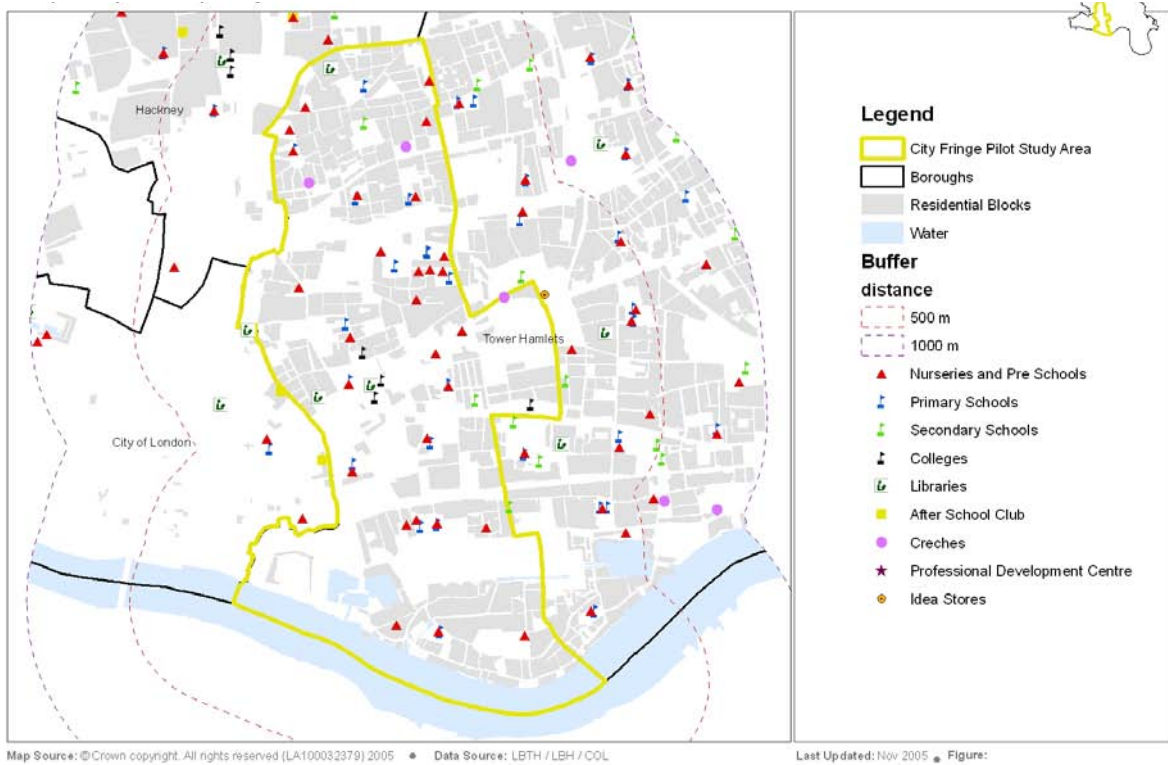 Hackney
Tower Hamlets
City of London
Legend
City Fringe Pilot Study Area
Boroughs
Residential Blocks
Water
Buffer
distance
500 m
1000 m
Nurseries and Pre Schools
Primary Schools
Secondary Schools
Colleges
Libraries
After School Club
Creches
Professional Development Centre
Idea Stores
Map Source: © Crown copyright. All rights reserved (LA100032379) 2005 • Data Source: LBTH / LBH / COL
Last Updated: Nov 2005 • Figure: